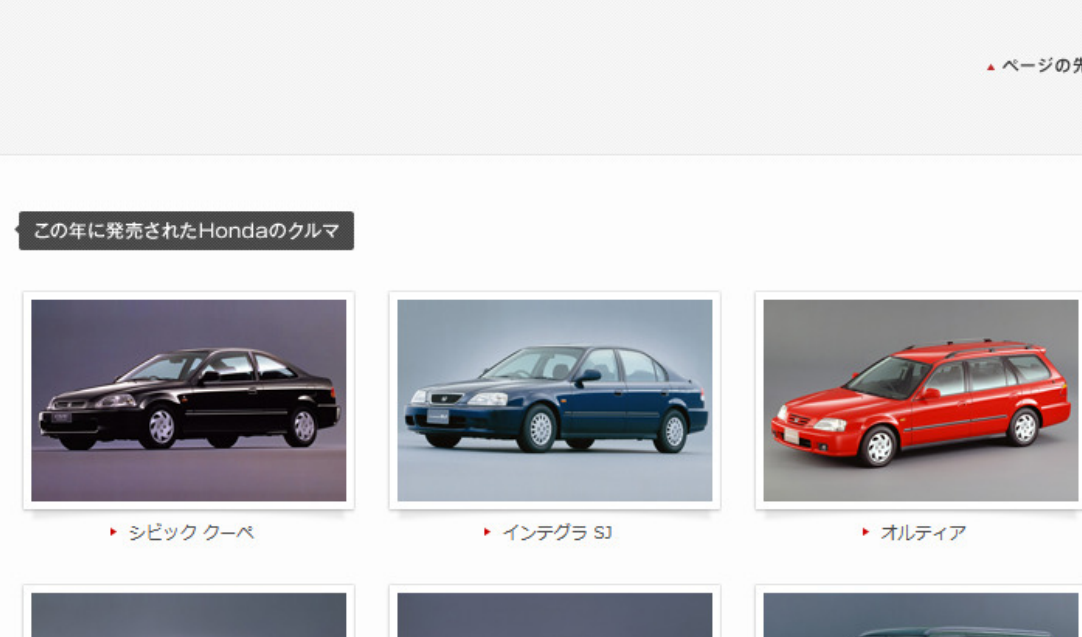 ▲ ページの先
この年に発売されたHondaのクルマ
シビック クーペ
インテグラ SJ
オルティア